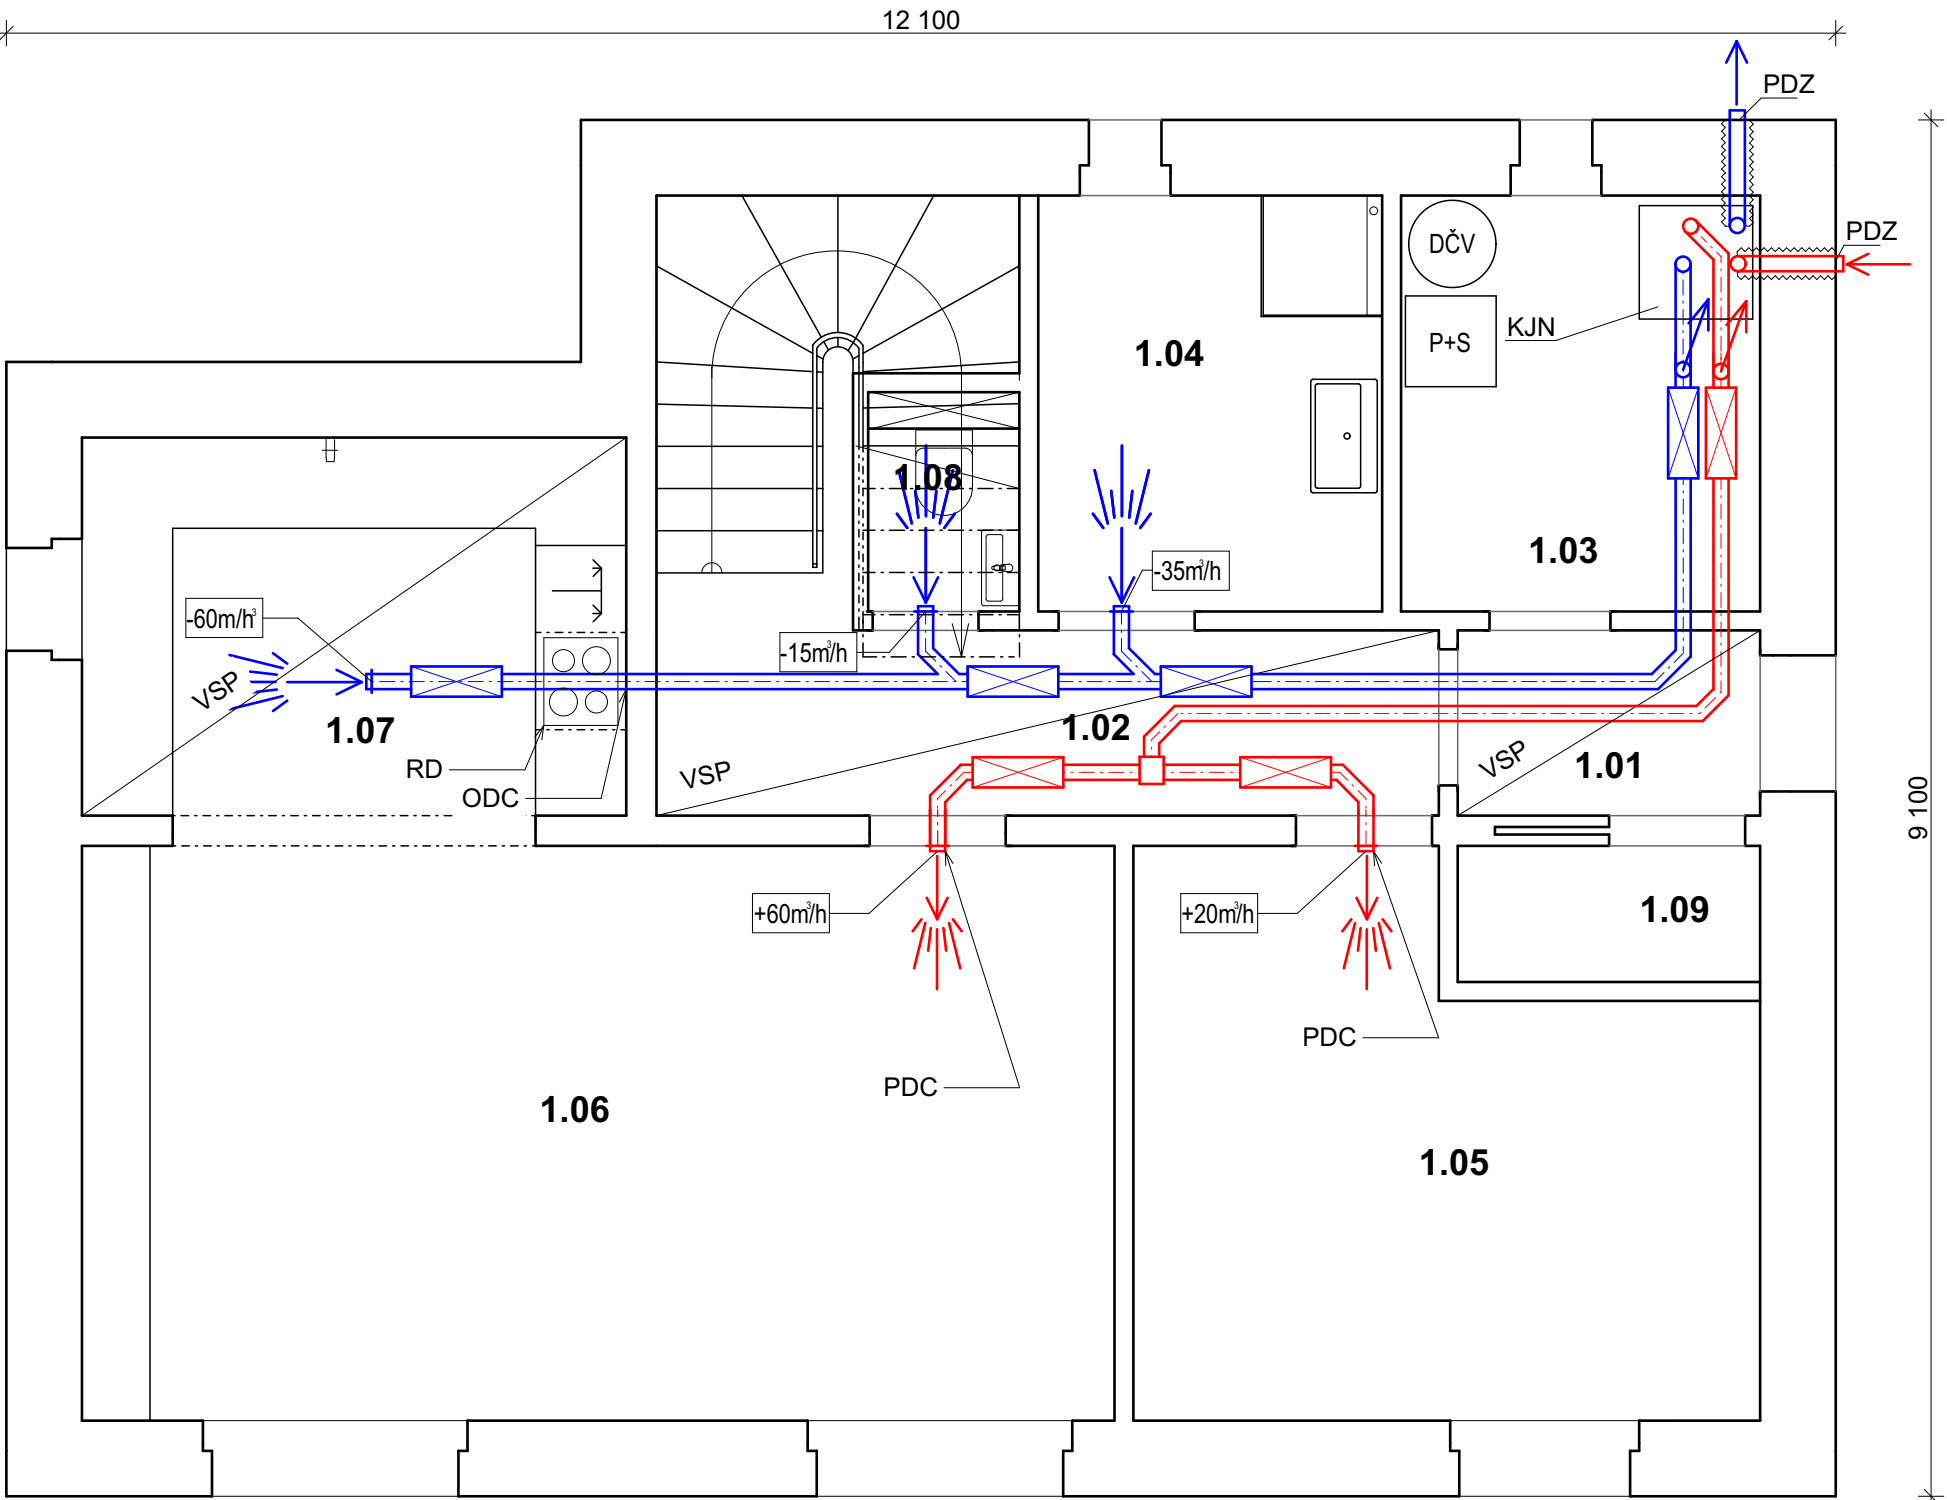 12 100
PDZ
PDZ
DČV
KJN
P+S
1.04
1.08
1.03
-35m³/h
-60m/h³
-15m³/h
VSP
1.07
1.02
RD
VSP
VSP
1.01
ODC
9 100
+60m³/h
+20m³/h
1.09
PDC
PDC
1.06
1.05